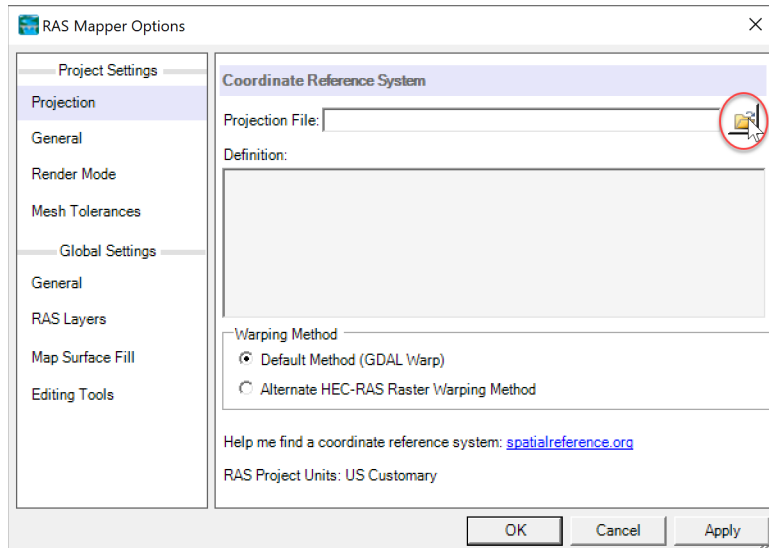 RAS Mapper Options
Project Settings
Projection
General
Render Mode
Mesh Tolerances
Global Settings
General
RAS Layers
Map Surface Fill
Editing Tools
Coordinate Reference System
Projection File:
Definition:
Warping Method
Default Method (GDAL Warp)
Alternate HEC-RAS Raster Warping Method
Help me find a coordinate reference system: spatialreference.org
RAS Project Units: US Customary
OK Cancel Apply